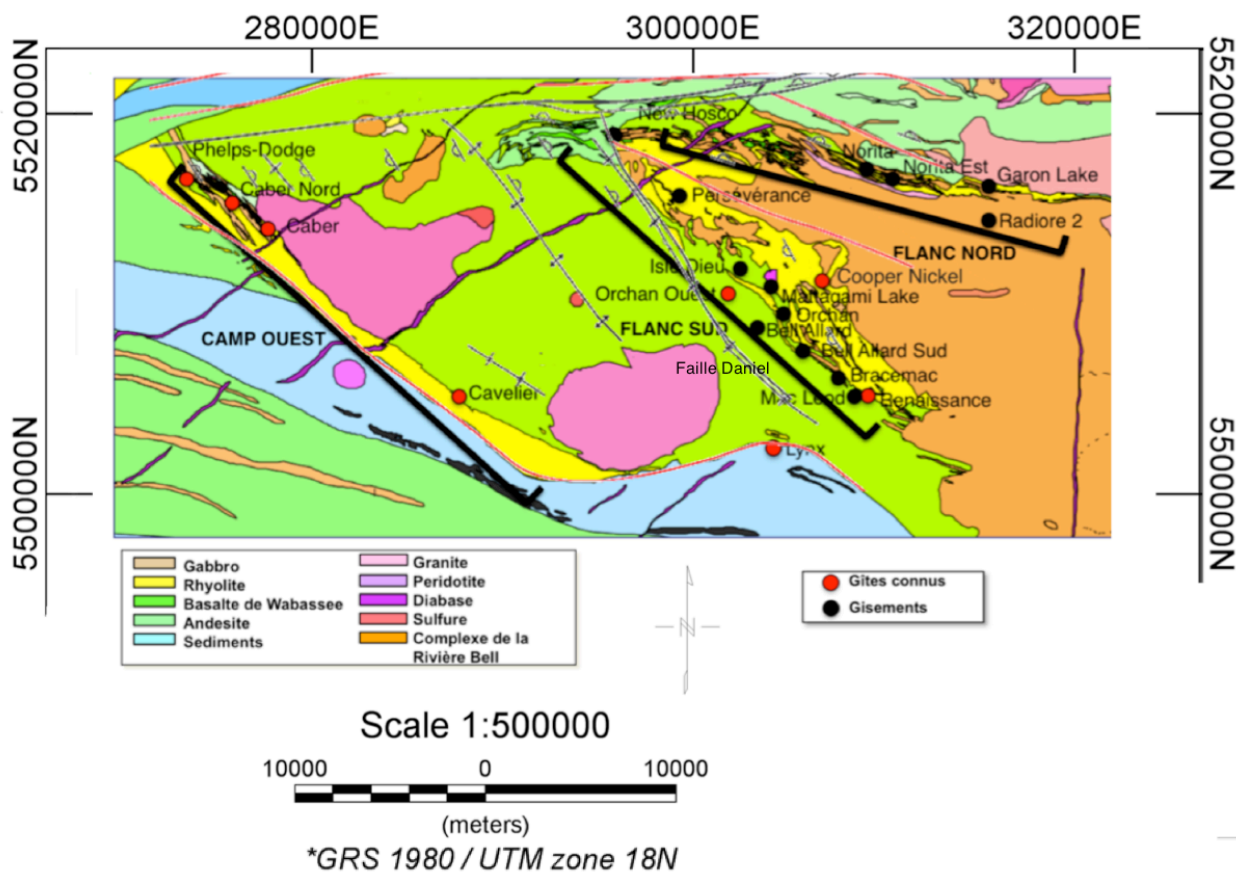 280000E 300000E 320000E
5520000N
5520000N
New Hosco
Phelps-Dodge
Norita
Norita Est
Garon Lake
Caber Nord
Persévérance
Caber
Radiore 2
FLANC NORD
Isle Dieu
Cooper Nickel
Orchan Ouest
Matagami Lake
Orchan
CAMP OUEST
FLANC SUD
Bell Allard
Bell Allard Sud
Faille Daniel
Bracemac
Cavelier
Mac Leod
Renaissance
Lynx
5500000N
5500000N
Gabbro
Rhyolite
Basalte de Wabassee
Andesite
Sediments
Granite
Peridotite
Diabase
Sulfure
Complexe de la
Rivière Bell
Gîtes connus
Gisements
N
Scale 1:500000
10000 0 10000
(meters)
*GRS 1980 / UTM zone 18N